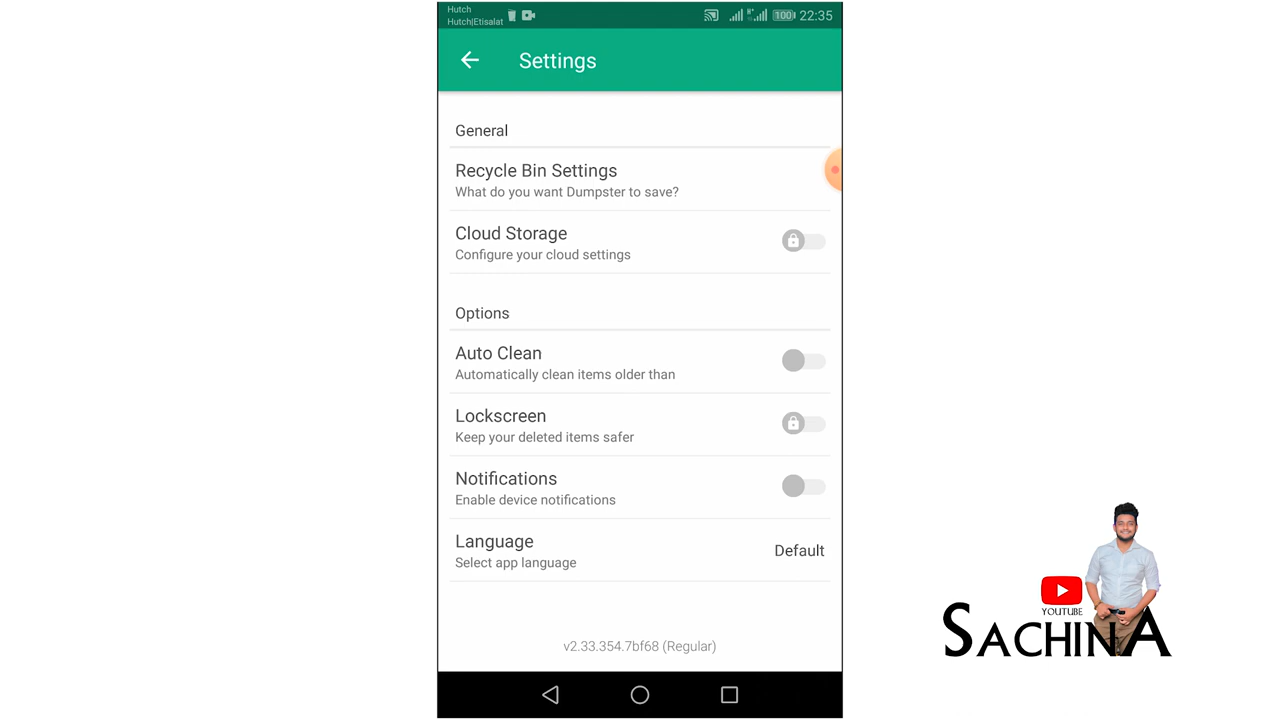 Hutch
Hutch|Etisalat
100 22:35
Settings
General
Recycle Bin Settings
What do you want Dumpster to save?
Cloud Storage
Configure your cloud settings
Options
Auto Clean
Automatically clean items older than
Lockscreen
Keep your deleted items safer
Notifications
Enable device notifications
Language
Select app language
Default
v2.33.354.7bf68 (Regular)
YOUTUBE
SACHINA